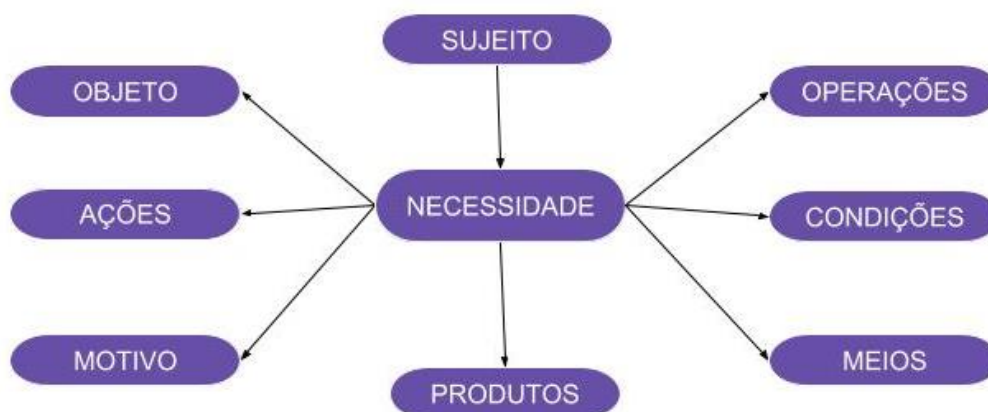 SUJEITO
OBJETO
OPERAÇÕES
AÇÕES
NECESSIDADE
CONDIÇÕES
MOTIVO
MEIOS
PRODUTOS